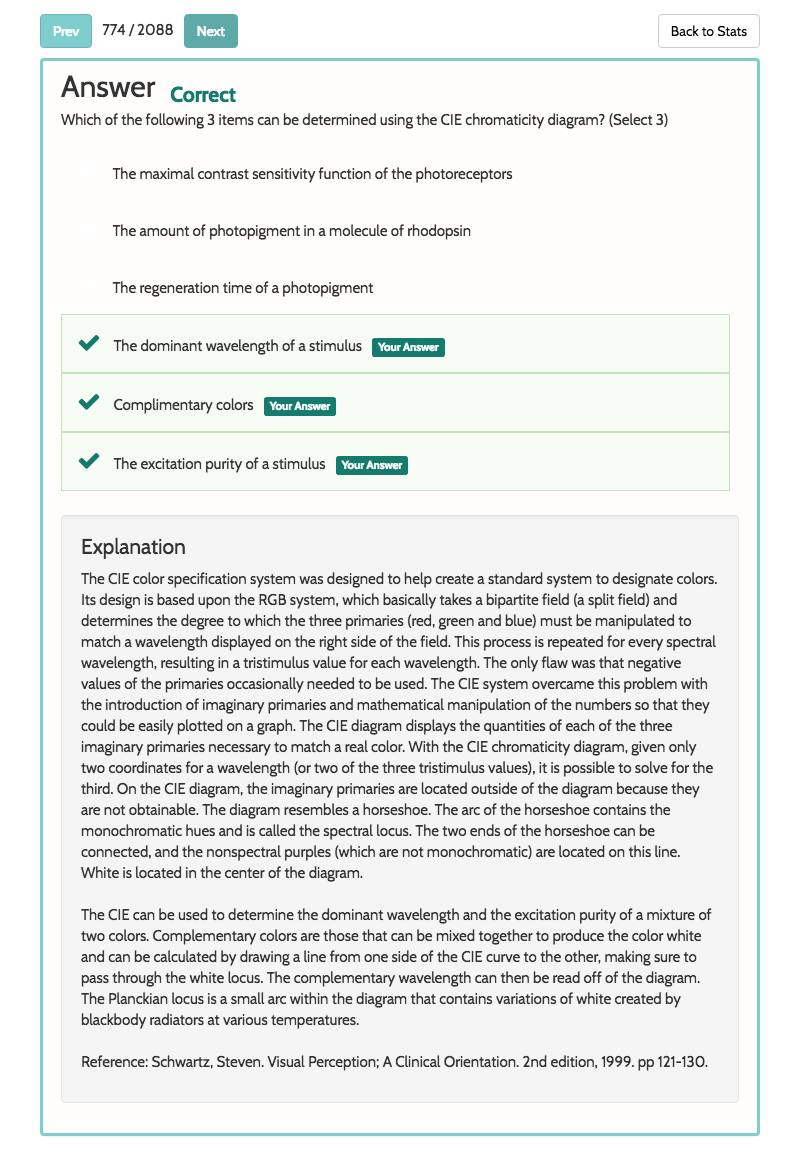 Prev 774 / 2088 Next Back to Stats
Answer Correct
Which of the following 3 items can be determined using the CIE chromaticity diagram? (Select 3)
The maximal contrast sensitivity function of the photoreceptors
The amount of photopigment in a molecule of rhodopsin
The regeneration time of a photopigment
The dominant wavelength of a stimulus Your Answer
Complimentary colors Your Answer
The excitation purity of a stimulus Your Answer
Explanation
The CIE color specification system was designed to help create a standard system to designate colors.
Its design is based upon the RGB system, which basically takes a bipartite field (a split field) and
determines the degree to which the three primaries (red, green and blue) must be manipulated to
match a wavelength displayed on the right side of the field. This process is repeated for every spectral
wavelength, resulting in a tristimulus value for each wavelength. The only flaw was that negative
values of the primaries occasionally needed to be used. The CIE system overcame this problem with
the introduction of imaginary primaries and mathematical manipulation of the numbers so that they
could be easily plotted on a graph. The CIE diagram displays the quantities of each of the three
imaginary primaries necessary to match a real color. With the CIE chromaticity diagram, given only
two coordinates for a wavelength (or two of the three tristimulus values), it is possible to solve for the
third. On the CIE diagram, the imaginary primaries are located outside of the diagram because they
are not obtainable. The diagram resembles a horseshoe. The arc of the horseshoe contains the
monochromatic hues and is called the spectral locus. The two ends of the horseshoe can be
connected, and the nonspectral purples (which are not monochromatic) are located on this line.
White is located in the center of the diagram.
The CIE can be used to determine the dominant wavelength and the excitation purity of a mixture of
two colors. Complementary colors are those that can be mixed together to produce the color white
and can be calculated by drawing a line from one side of the CIE curve to the other, making sure to
pass through the white locus. The complementary wavelength can then be read off of the diagram.
The Planckian locus is a small arc within the diagram that contains variations of white created by
blackbody radiators at various temperatures.
Reference: Schwartz, Steven. Visual Perception; A Clinical Orientation. 2nd edition, 1999. pp 121-130.